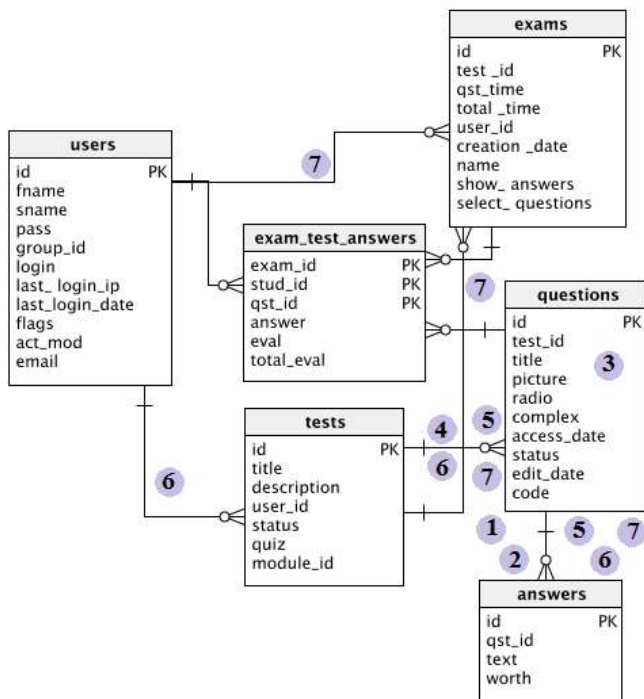 exams
id PK
test _id
qst_time
total _time
user_id
creation _date
name
show_ answers
select_ questions
users
id PK
fname
sname
pass
group_id
login
last_ login_ip
last_login_date
flags
act_mod
email
7
exam_test_answers
exam_id PK
stud_id PK
qst_id PK
answer
eval
total_eval
7
questions
id PK
test_id
title
picture
radio
complex
access_date
status
edit_date
code
3
tests
id PK
title
description
user_id
status
quiz
module_id
4
5
6
7
6
1
5
7
2
6
answers
id PK
qst_id
text
worth